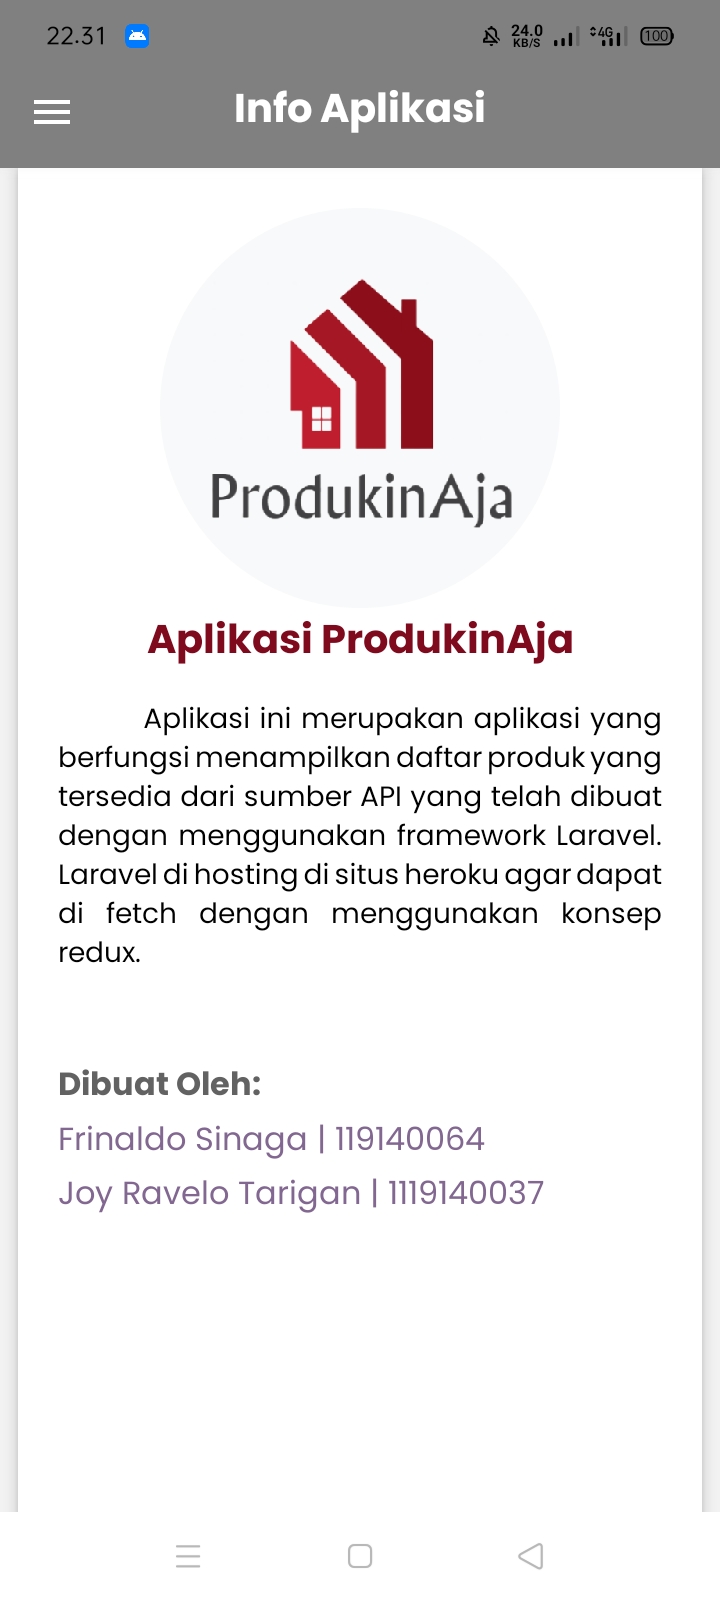 22.31
24.0
KB/S
4G
100
Info Aplikasi
ProdukinAja
Aplikasi ProdukinAja
Aplikasi ini merupakan aplikasi yang
berfungsi menampilkan daftar produk yang
tersedia dari sumber API yang telah dibuat
dengan menggunakan framework Laravel.
Laravel di hosting di situs heroku agar dapat
di fetch dengan menggunakan konsep
redux.
Dibuat Oleh:
Frinaldo Sinaga | 119140064
Joy Ravelo Tarigan | 1119140037